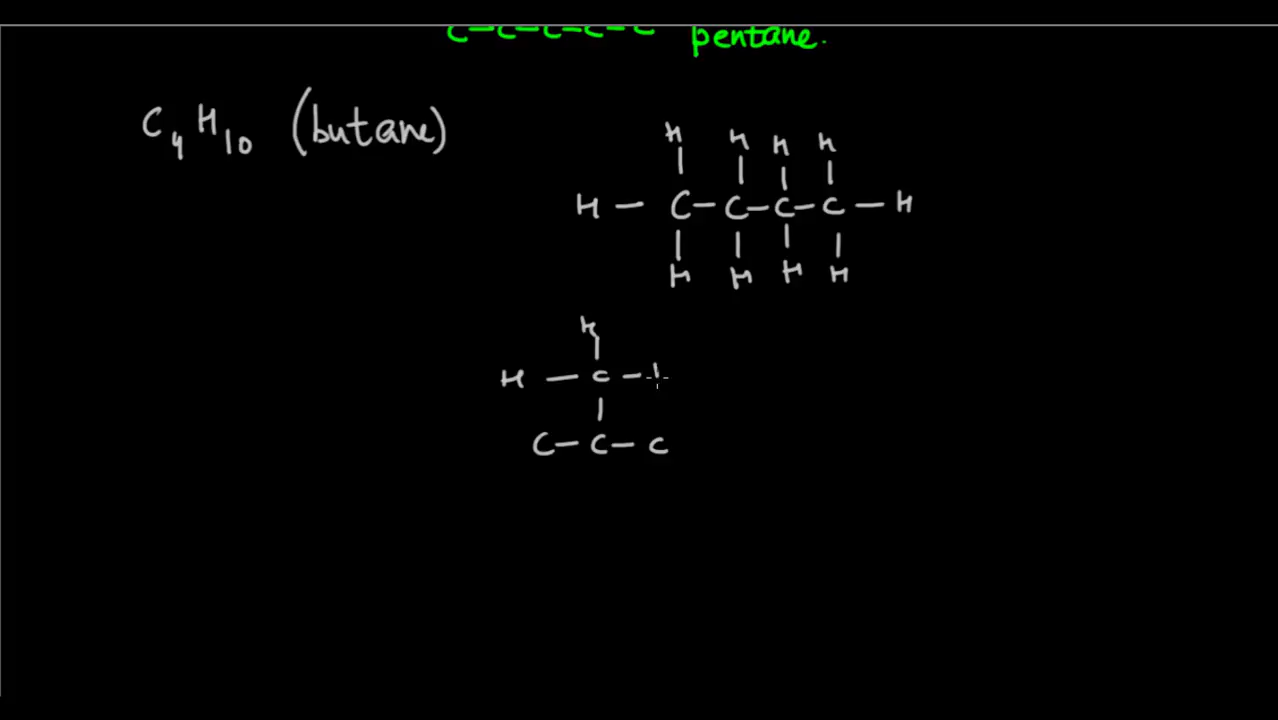 C-C-C-C-C pentane.
C4H10 (butane)
H H H H
H - C - C - C - C - H
H H H H
H
H - C -
C - C - C